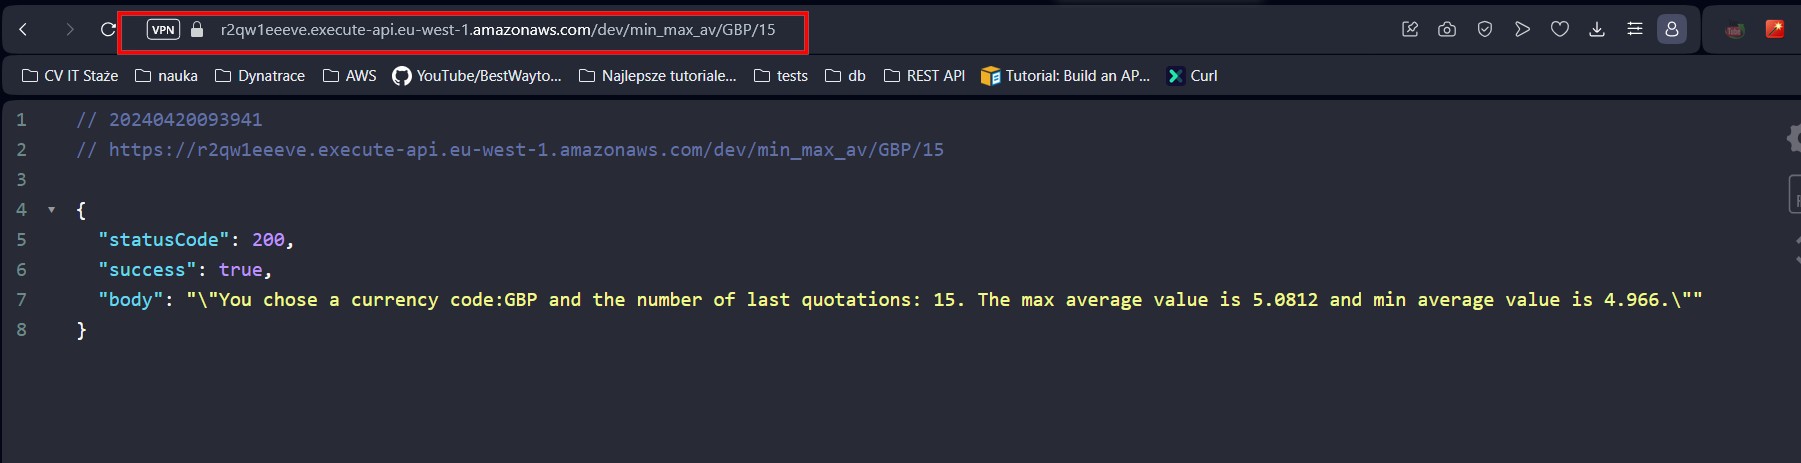 VPN r2qw1eeeve.execute-api.eu-west-1.amazonaws.com/dev/min_max_av/GBP/15
CV IT Staże nauka Dynatrace AWS YouTube/BestWayto... Najlepsze tutoriale... tests db REST API Tutorial: Build an AP... Curl
1 // 20240420093941
2 // https://r2qw1eeeve.execute-api.eu-west-1.amazonaws.com/dev/min_max_av/GBP/15
3
4 {
5 "statusCode": 200,
6 "success": true,
7 "body": "\"You chose a currency code:GBP and the number of last quotations: 15. The max average value is 5.0812 and min average value is 4.966.\""
8 }